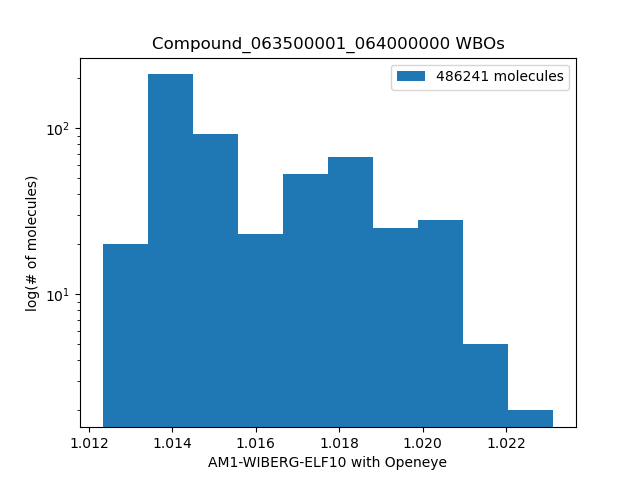 Compound_063500001_064000000 WBOs
486241 molecules
10²
10¹
log(# of molecules)
1.012 1.014 1.016 1.018 1.020 1.022
AM1-WIBERG-ELF10 with Openeye